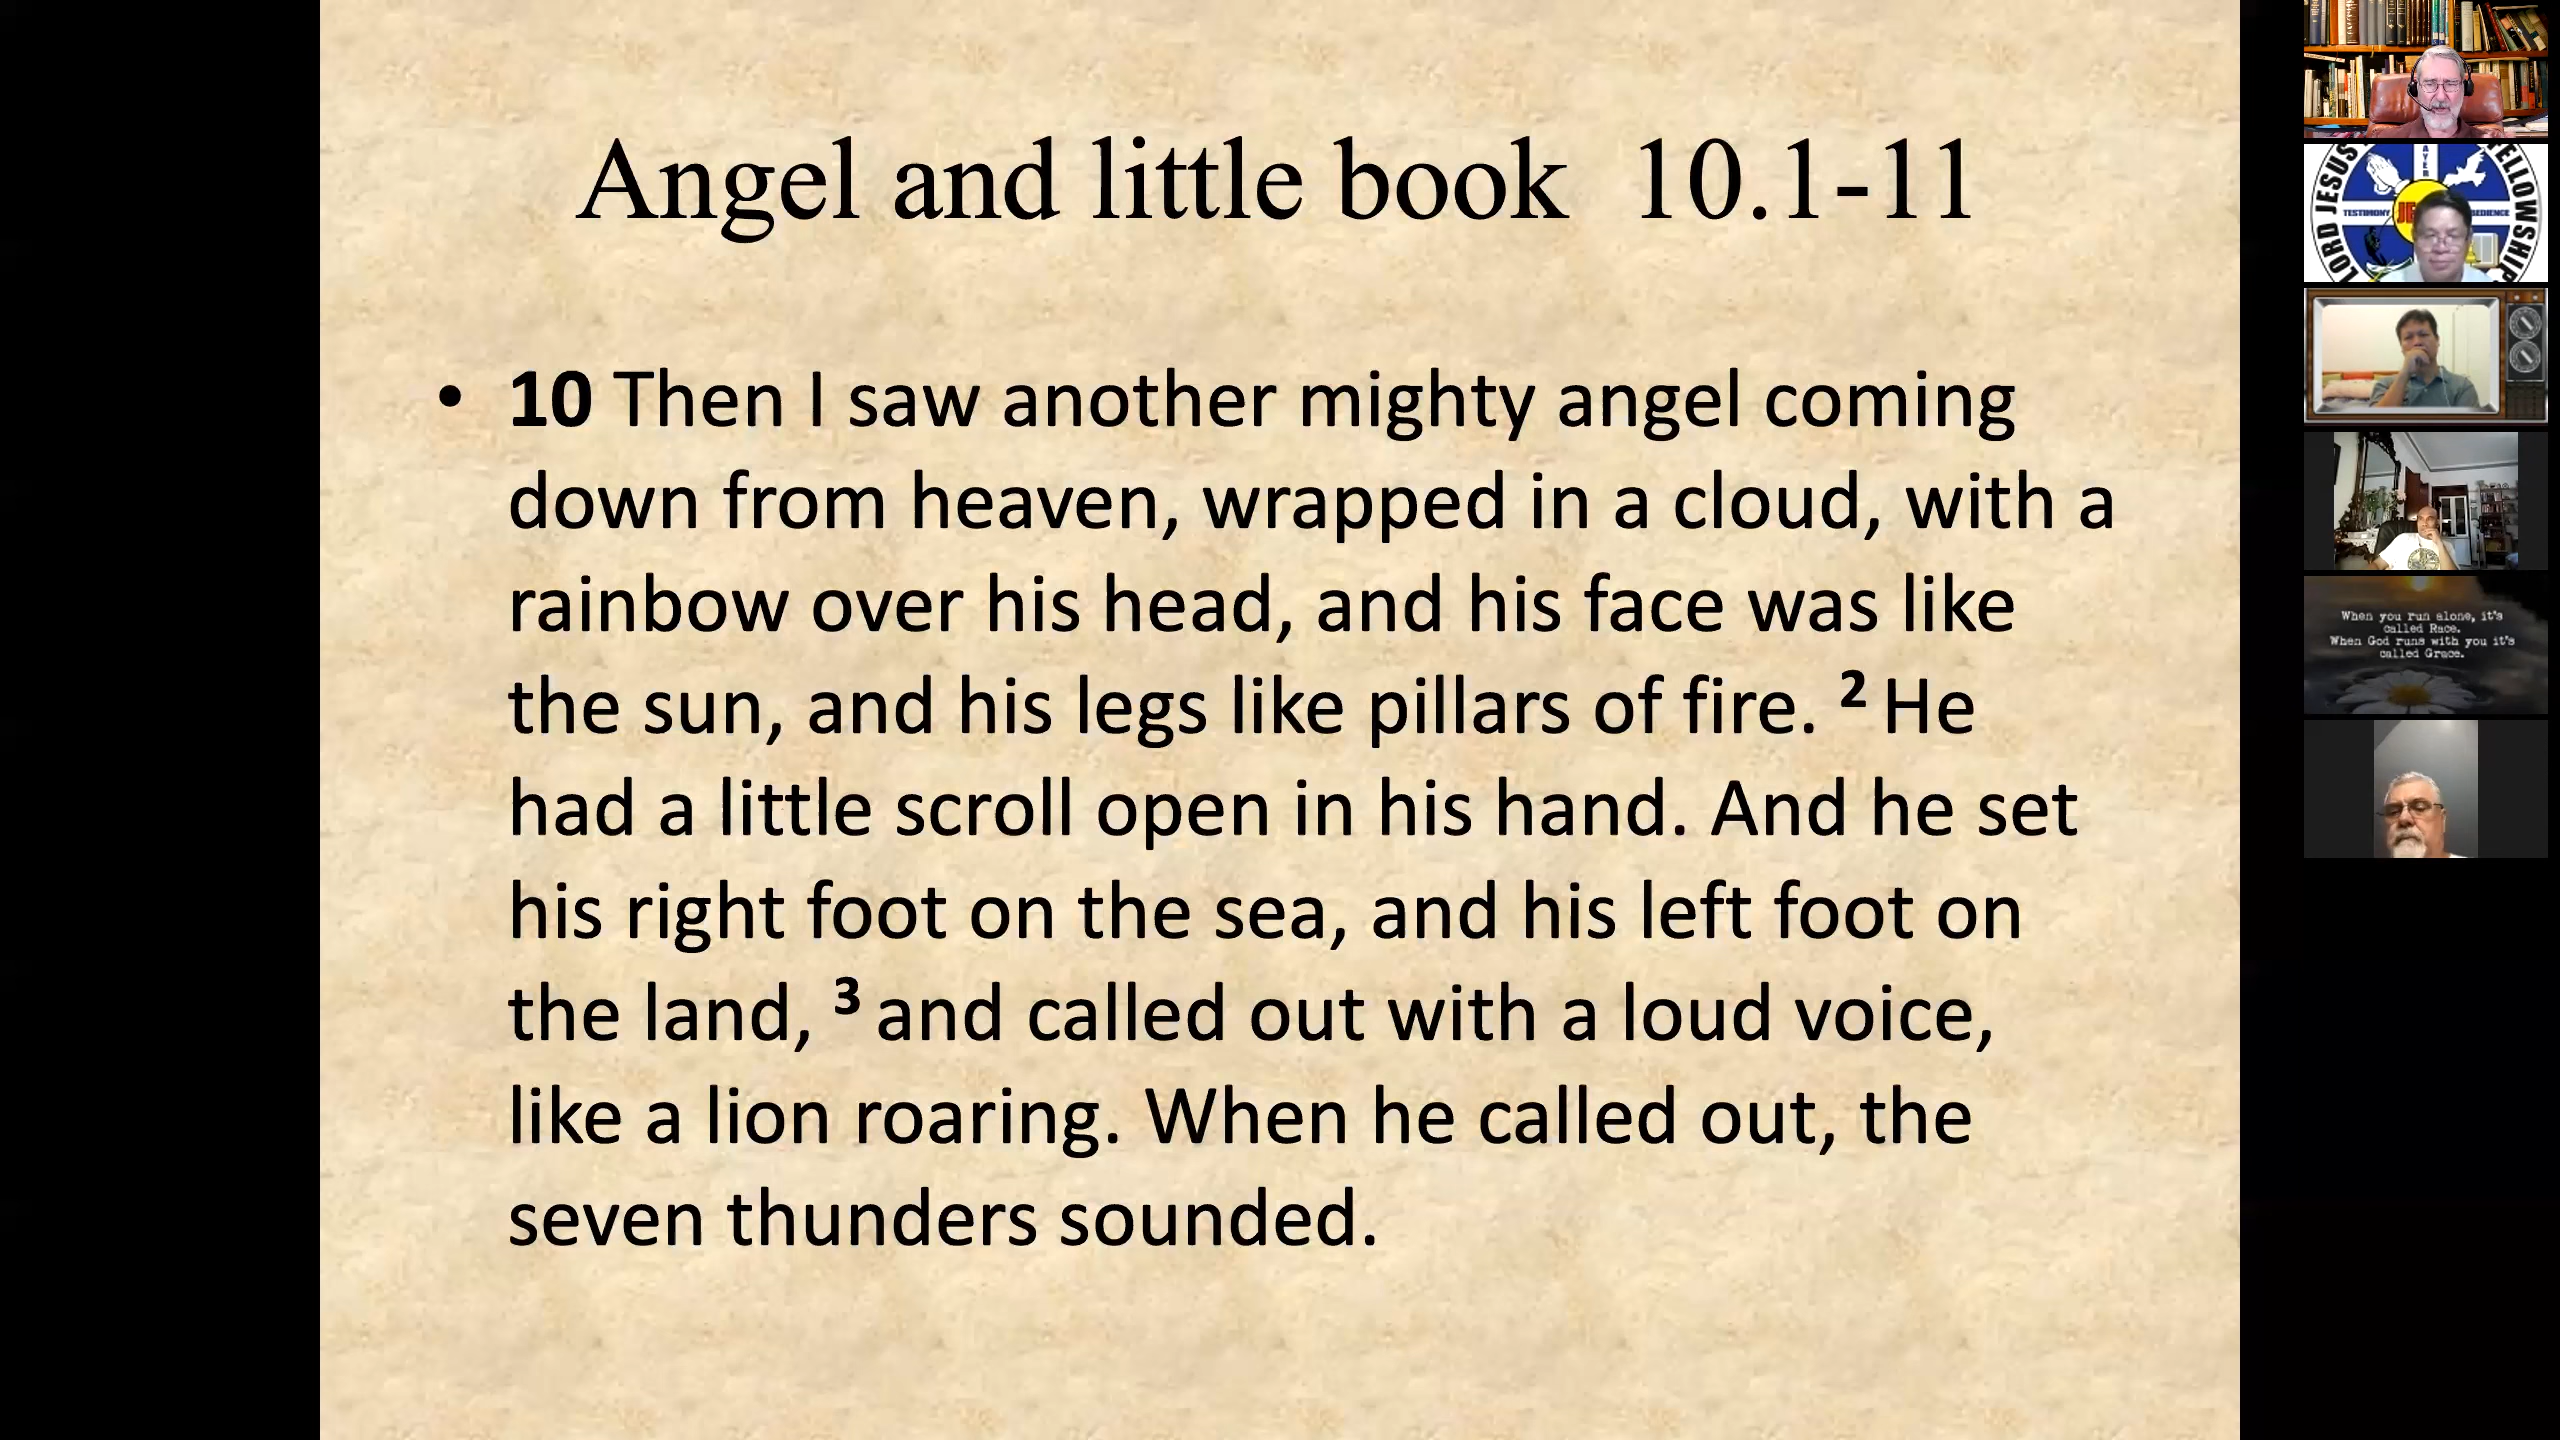 Angel and little book 10.1-11
• 10 Then I saw another mighty angel coming
down from heaven, wrapped in a cloud, with a
rainbow over his head, and his face was like
the sun, and his legs like pillars of fire. 2 He
had a little scroll open in his hand. And he set
his right foot on the sea, and his left foot on
the land, 3 and called out with a loud voice,
like a lion roaring. When he called out, the
seven thunders sounded.
LORD JESUS
FELLOWSHIP
TESTIMONY
When you run alone, it's
called Race.
When God runs with you it's
called Grace.